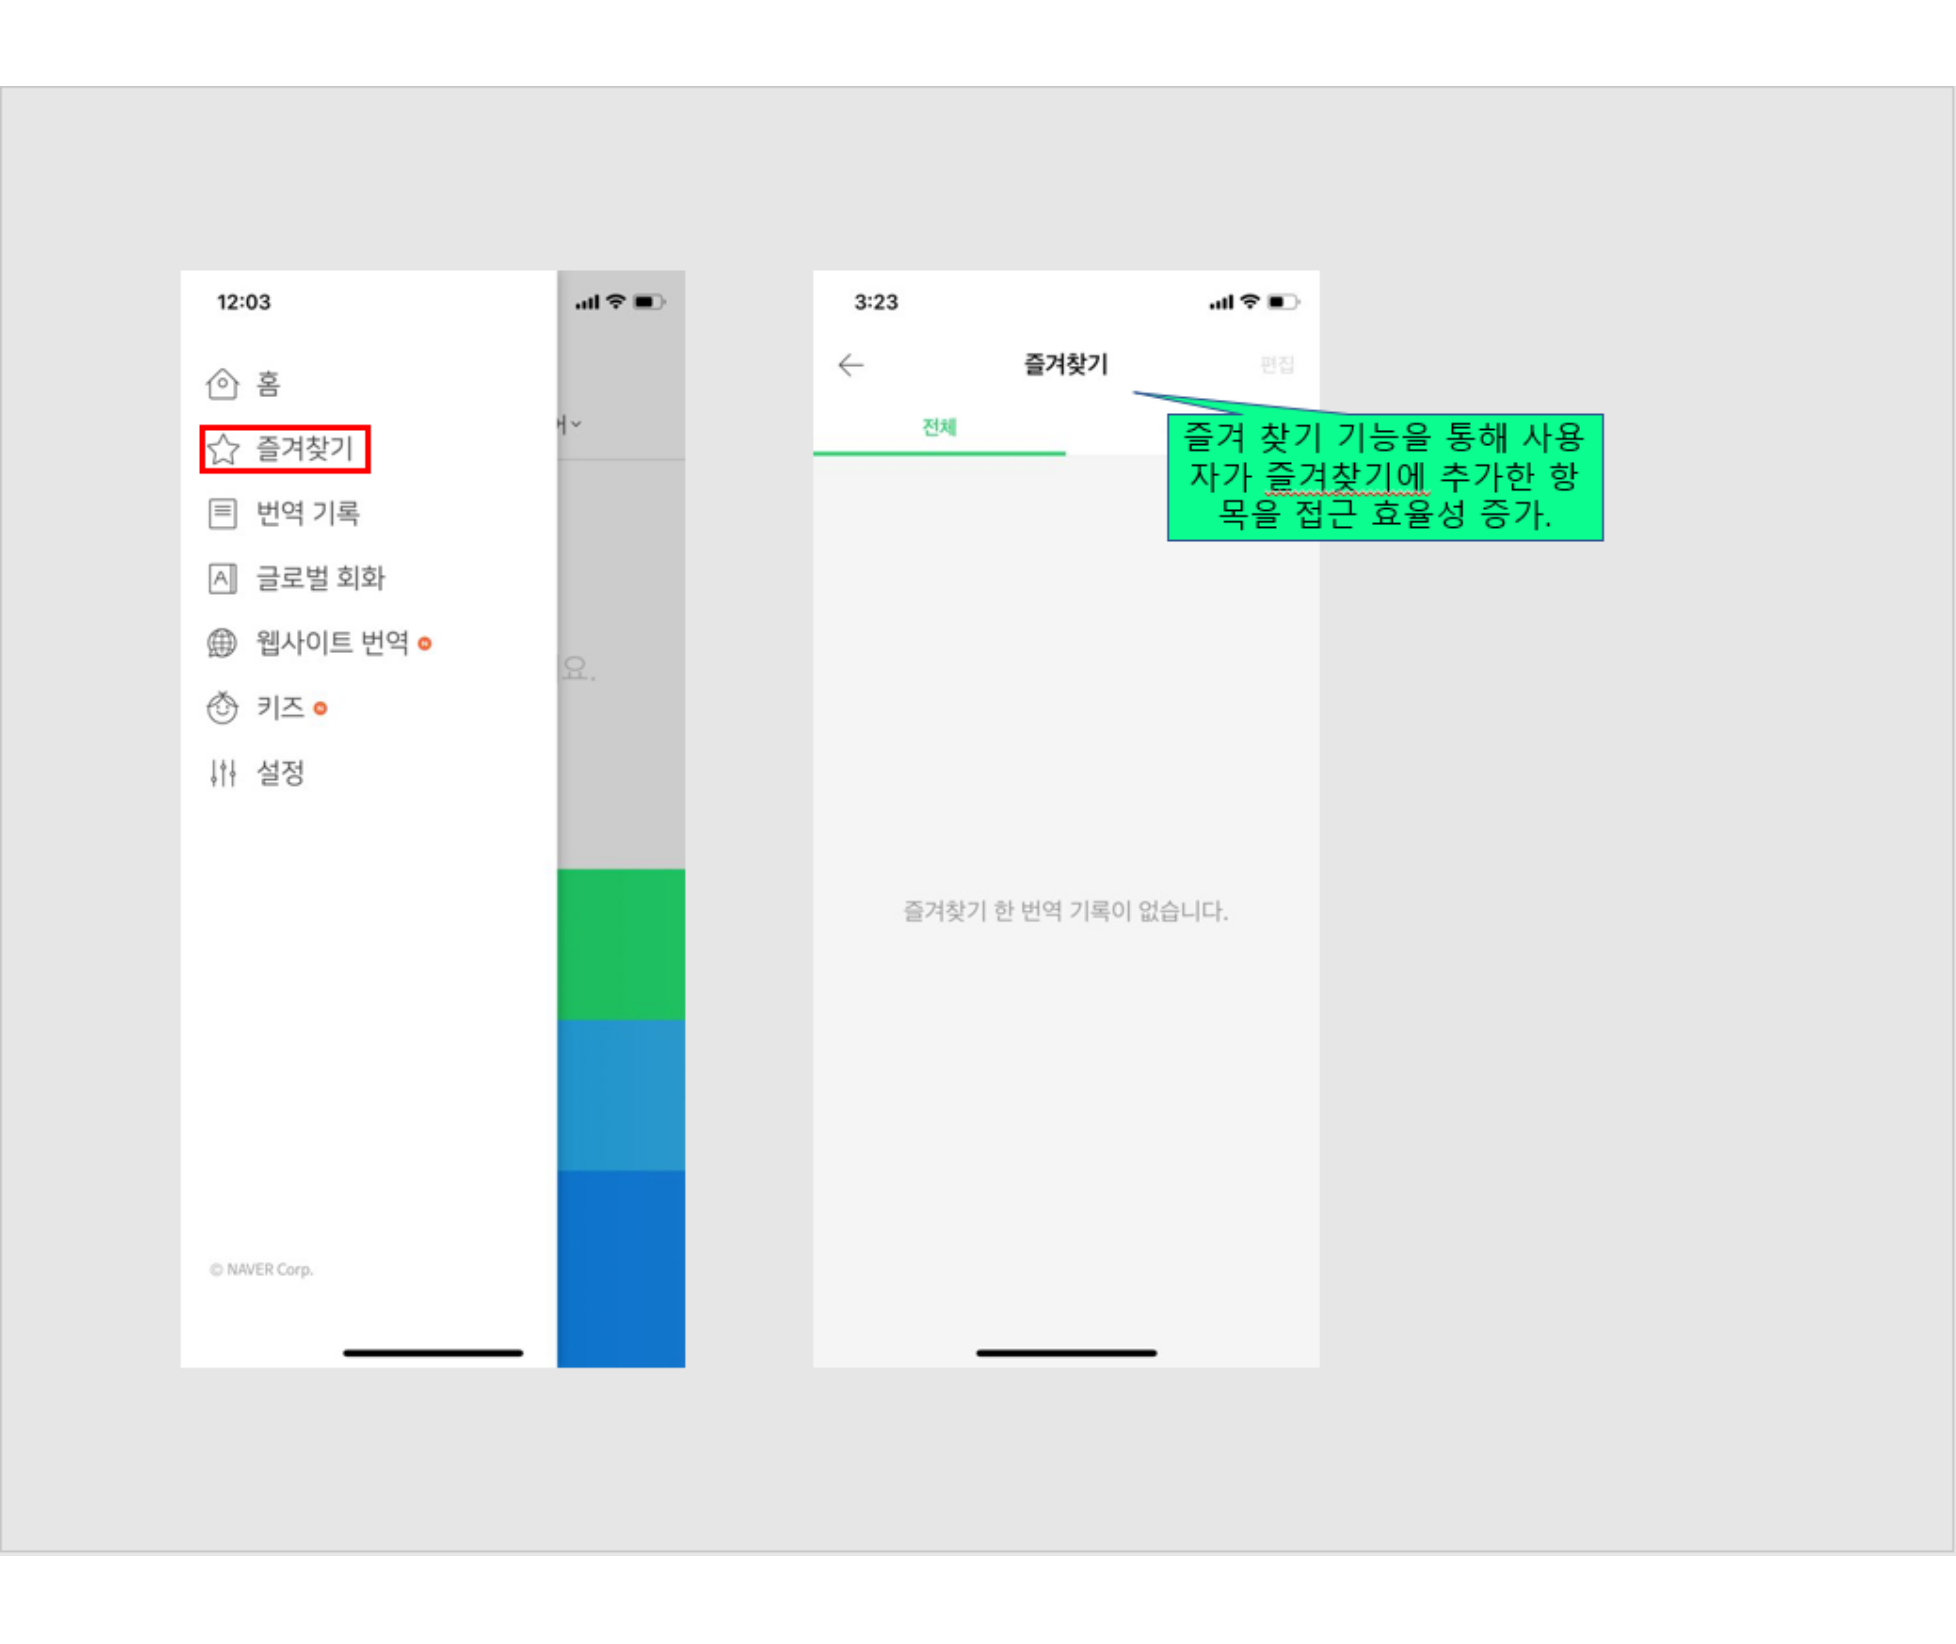 12:03
홈
즐겨찾기
번역 기록
글로벌 회화
웹사이트 번역
키즈
설정
요.
© NAVER Corp.
3:23
즐겨찾기
편집
전체
즐겨 찾기 기능을 통해 사용
자가 즐겨찾기에 추가한 항
목을 접근 효율성 증가.
즐겨찾기 한 번역 기록이 없습니다.